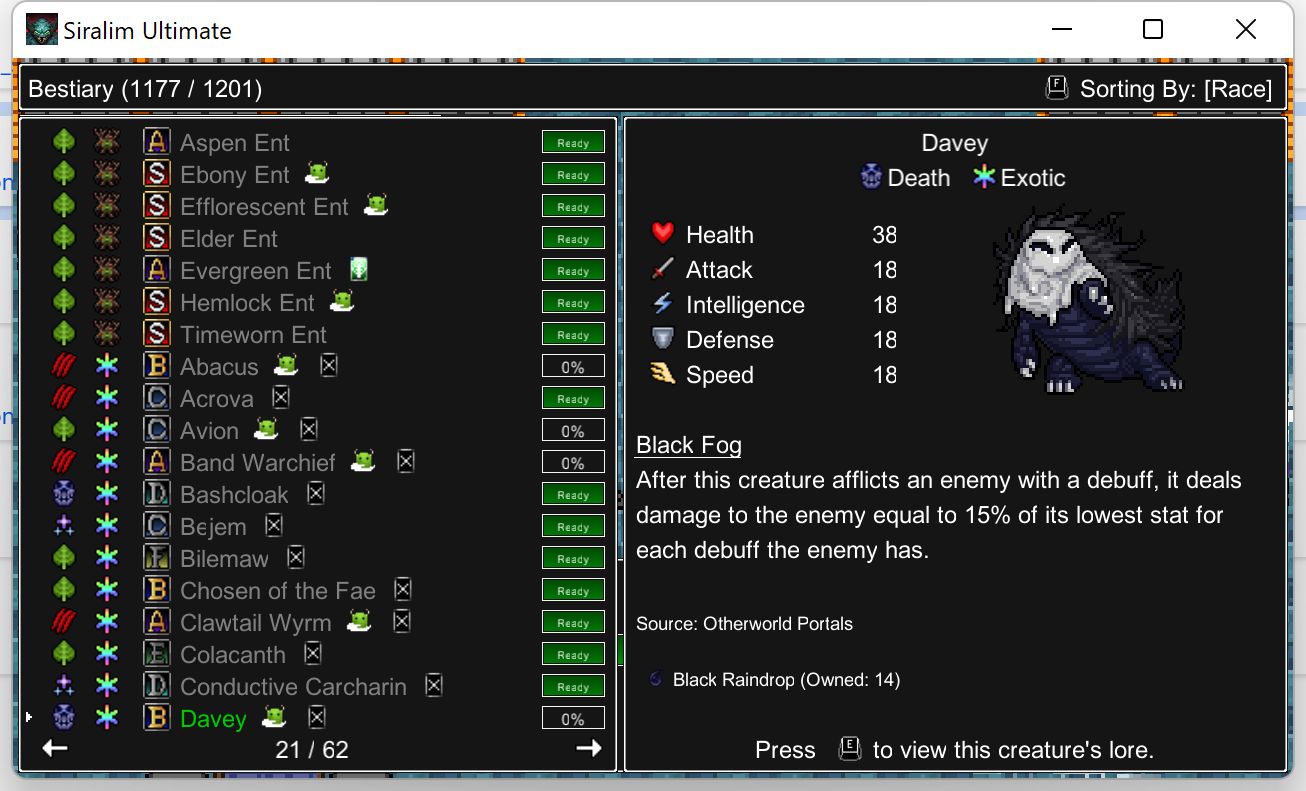 Siralim Ultimate
Bestiary (1177 / 1201)
F
Sorting By: [Race]
A Aspen Ent Ready
S Ebony Ent Ready
S Efflorescent Ent Ready
S Elder Ent Ready
A Evergreen Ent Ready
S Hemlock Ent Ready
S Timeworn Ent Ready
B Abacus 0%
C Acrova Ready
C Avion 0%
A Band Warchief 0%
D Bashcloak Ready
C Bejem Ready
F Bilemaw Ready
B Chosen of the Fae Ready
A Clawtail Wyrm Ready
E Colacanth Ready
D Conductive Carcharin Ready
B Davey 0%
21 / 62
Davey
Death Exotic
Health 38
Attack 18
Intelligence 18
Defense 18
Speed 18
Black Fog
After this creature afflicts an enemy with a debuff, it deals
damage to the enemy equal to 15% of its lowest stat for
each debuff the enemy has.
Source: Otherworld Portals
Black Raindrop (Owned: 14)
Press E to view this creature's lore.